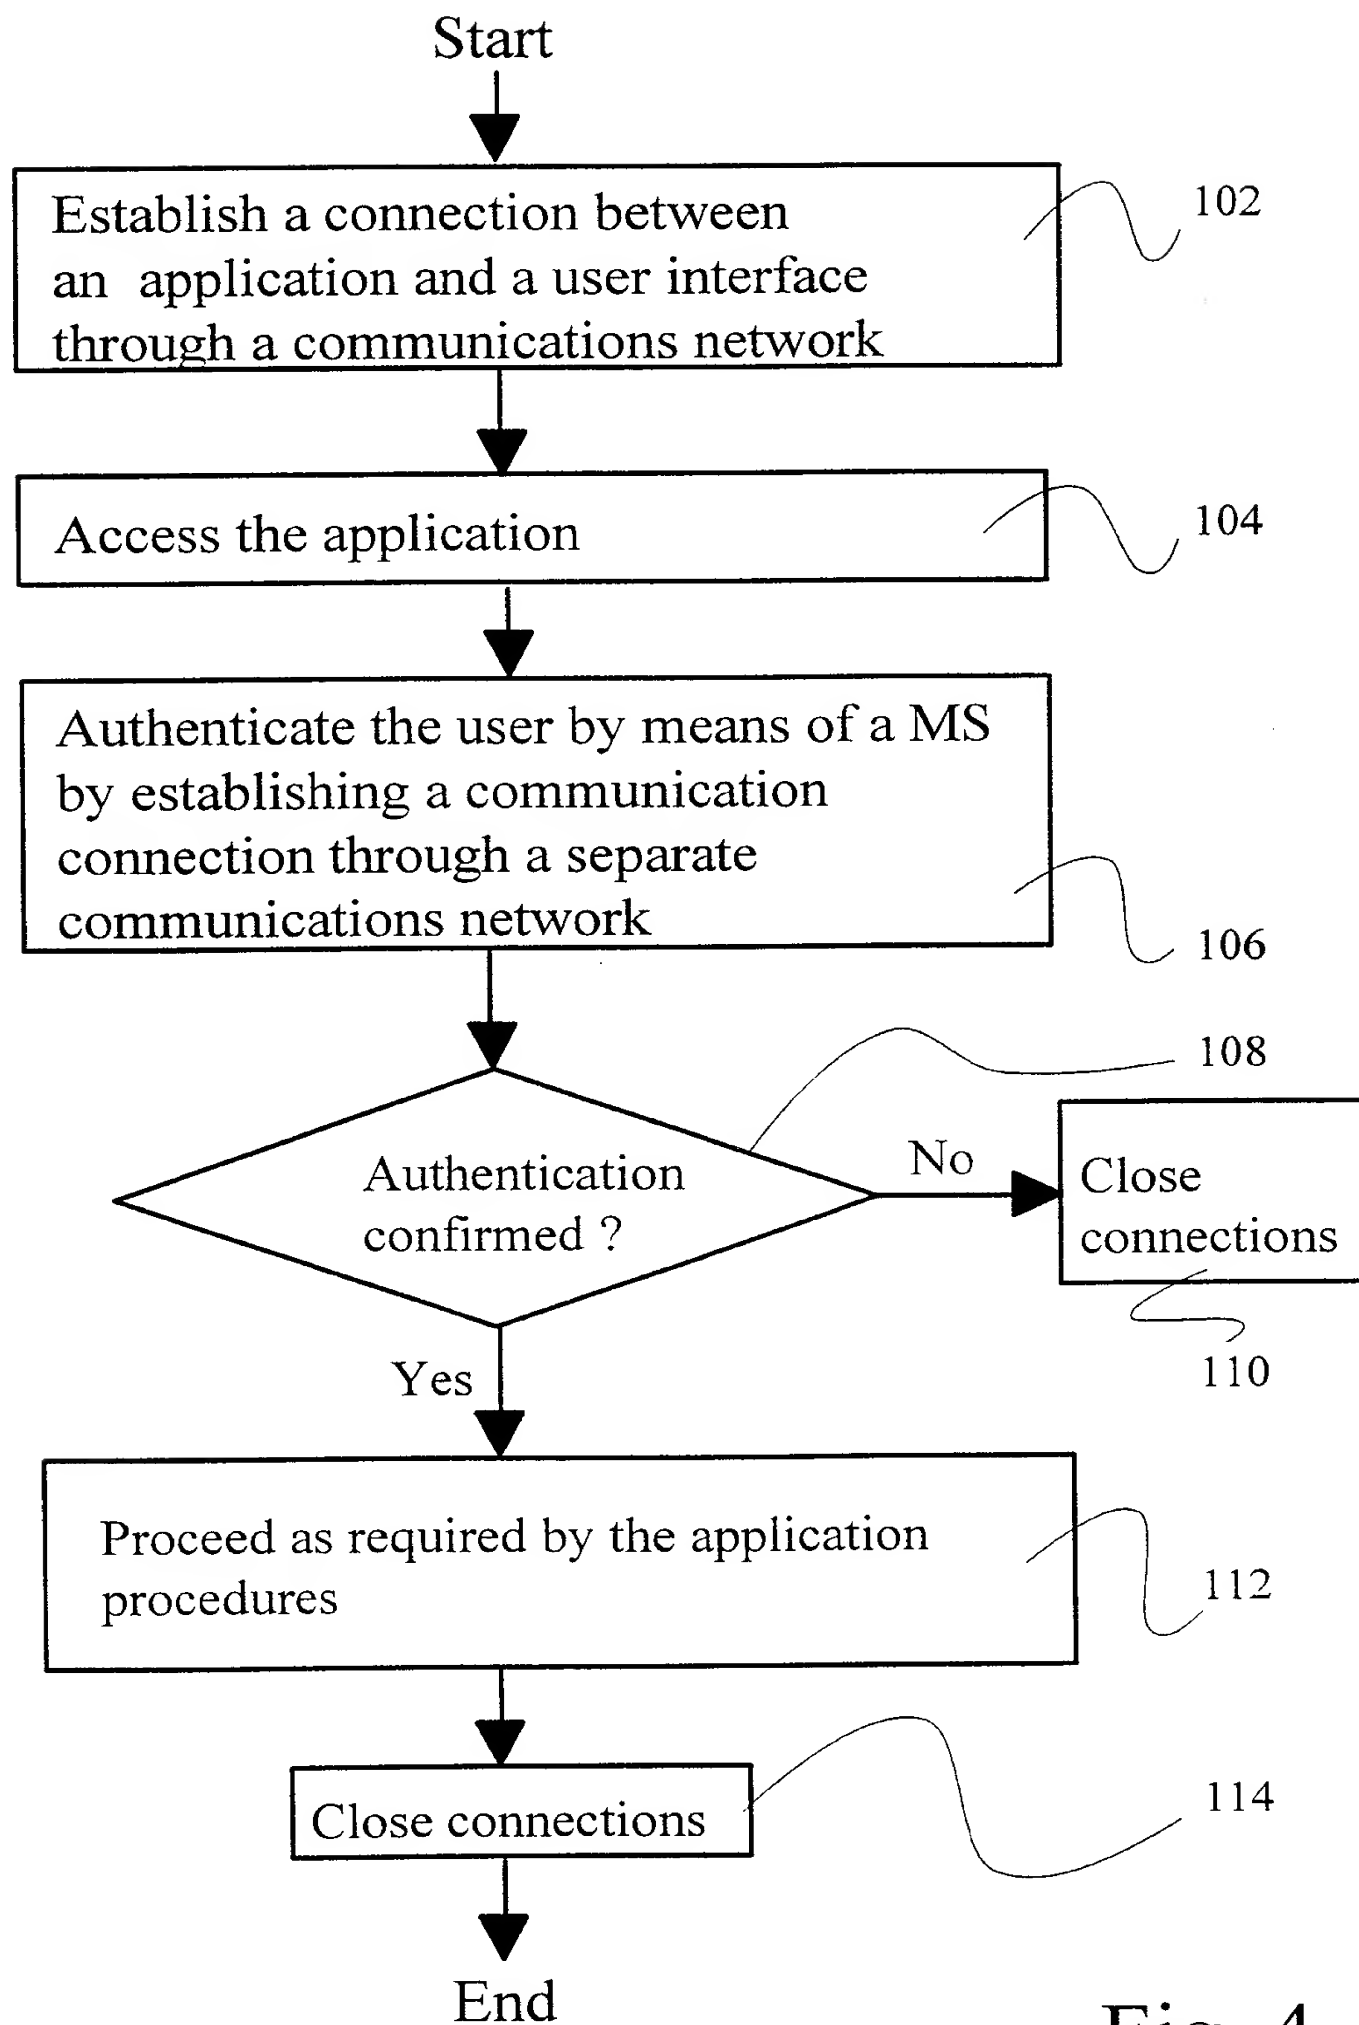 Start
Establish a connection between
an application and a user interface
through a communications network
102
Access the application
104
Authenticate the user by means of a MS
by establishing a communication
connection through a separate
communications network
106
108
Authentication
confirmed ?
No
Close
connections
110
Yes
Proceed as required by the application
procedures
112
Close connections
114
End
Fig. 4